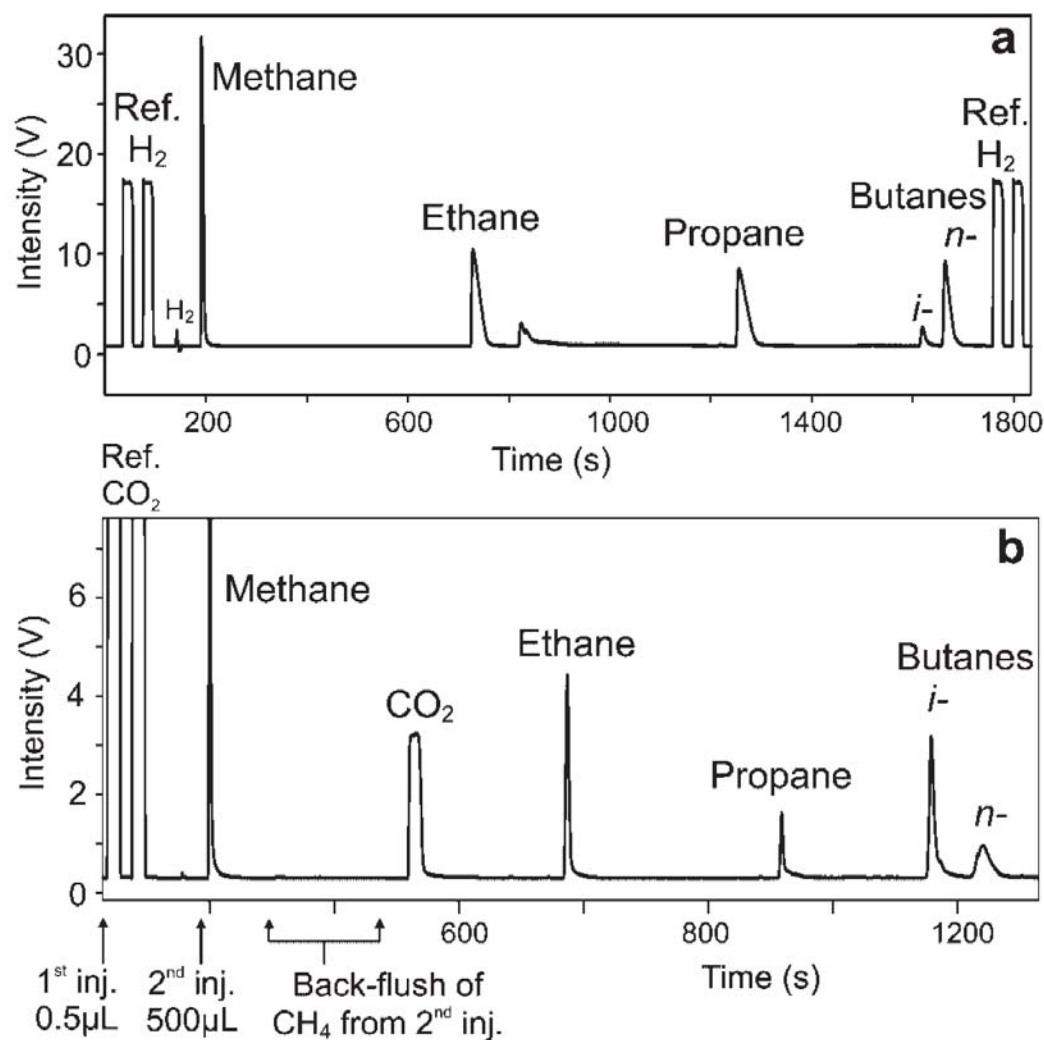 a
30
Methane
Ref.
H₂
Ref.
H₂
20
Intensity (V)
Butanes
Ethane
Propane
n-
10
H₂
i-
0
200
600
1000
1400
1800
Time (s)
Ref.
CO₂
b
6
Methane
Ethane
Butanes
i-
Intensity (V)
4
CO₂
Propane
2
n-
0
600
800
1200
1st inj.
0.5µL
2nd inj.
500µL
Back-flush of
CH₄ from 2nd inj.
Time (s)